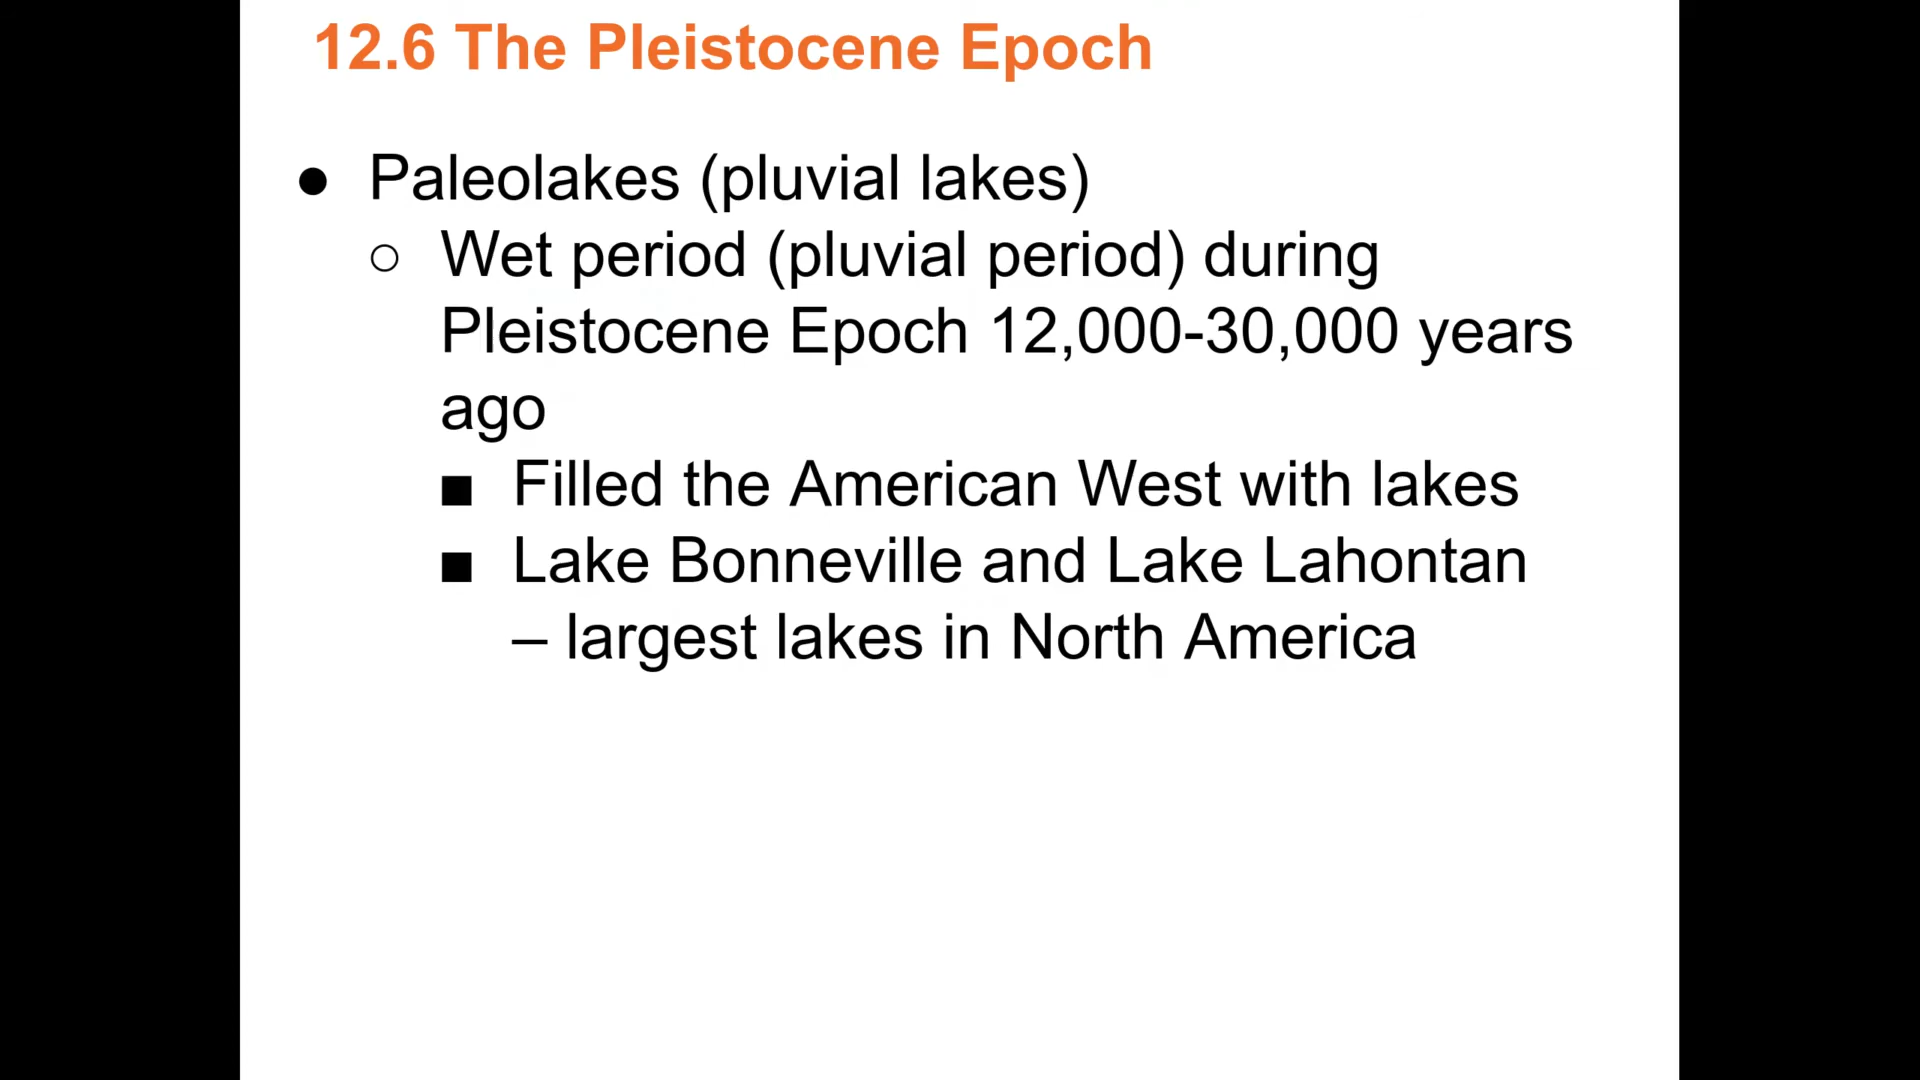 12.6 The Pleistocene Epoch
● Paleolakes (pluvial lakes)
○ Wet period (pluvial period) during
Pleistocene Epoch 12,000-30,000 years
ago
■ Filled the American West with lakes
■ Lake Bonneville and Lake Lahontan
– largest lakes in North America